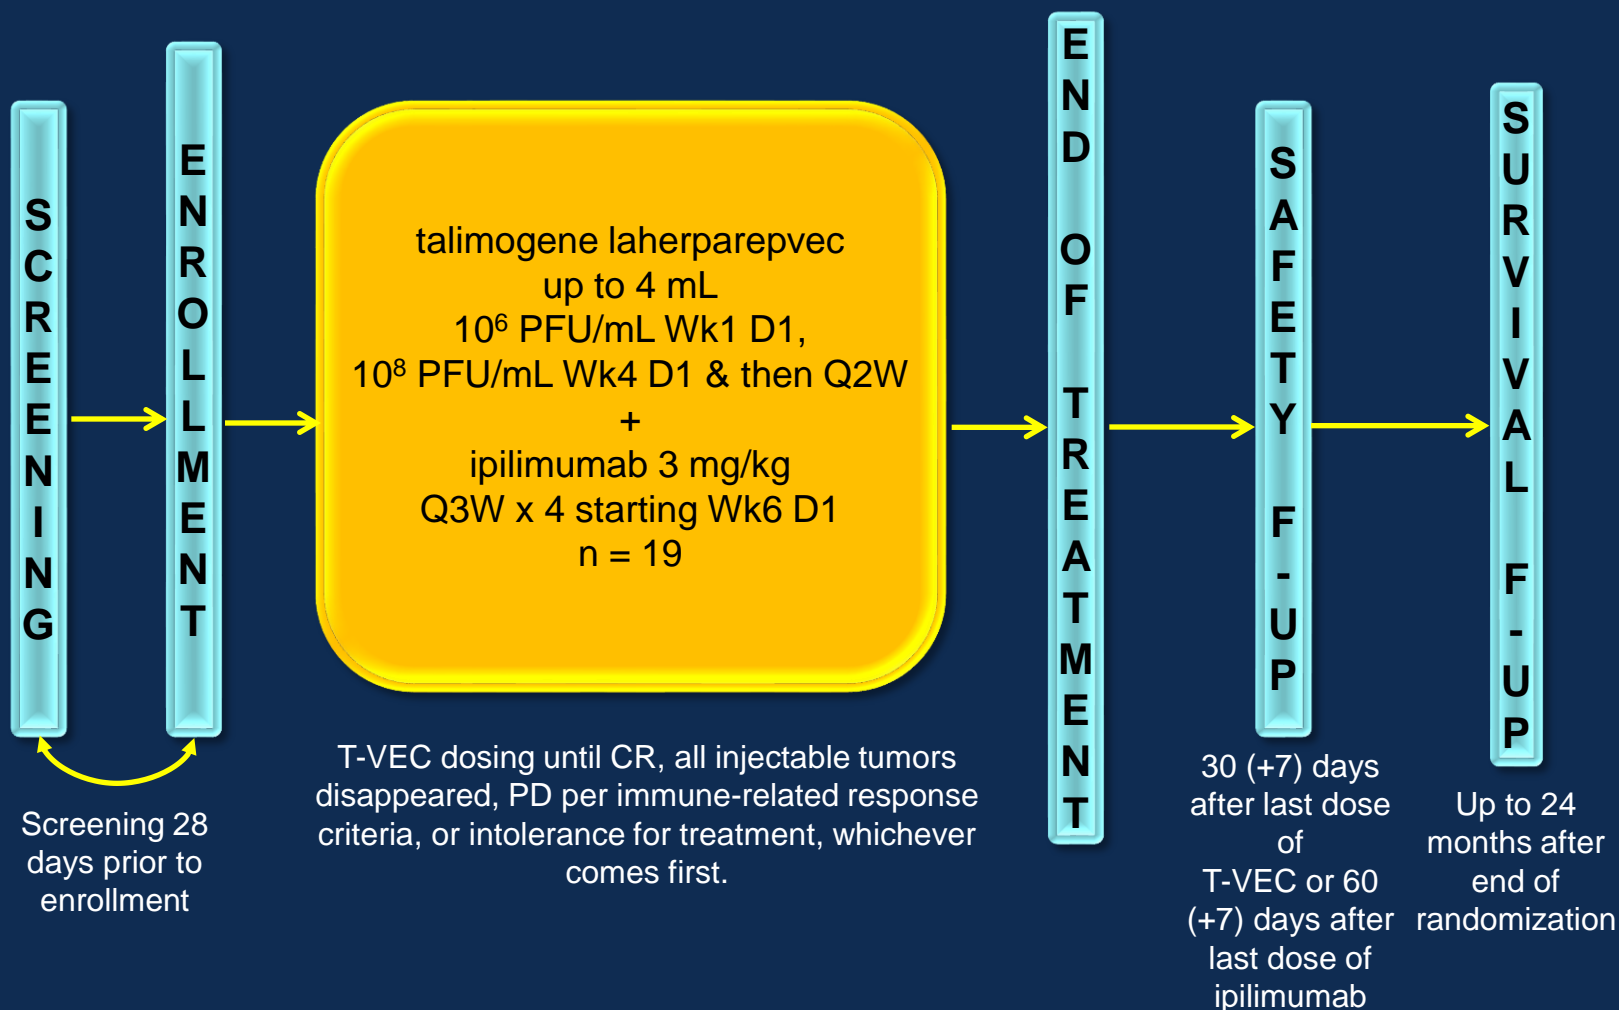 SCREENING
ENROLLMENT
talimogene laherparepvec
up to 4 mL
10⁶ PFU/mL Wk1 D1,
10⁸ PFU/mL Wk4 D1 & then Q2W
+
ipilimumab 3 mg/kg
Q3W x 4 starting Wk6 D1
n = 19
END OF TREATMENT
SAFETY F-UP
SURVIVAL F-UP
Screening 28
days prior to
enrollment
T-VEC dosing until CR, all injectable tumors
disappeared, PD per immune-related response
criteria, or intolerance for treatment, whichever
comes first.
30 (+7) days
after last dose
of
T-VEC or 60
(+7) days after
last dose of
ipilimumab
Up to 24
months after
end of
randomization